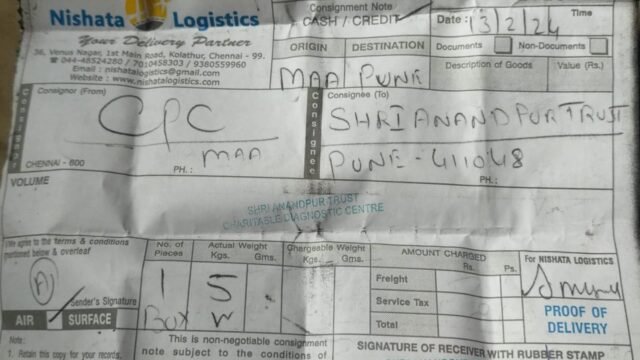 Nishata Logistics
Your Delivery Partner
36, Venus Nagar, 1st Main Road, Kolathur, Chennai - 99.
☎ 044-48524280 / 7010458303 / 9380559960
Email : nishatalogistics@gmail.com
Website : www.nishatalogistics.com
Consignment Note
CASH / CREDIT
Date : 13/2/24
Time
ORIGIN DESTINATION
MAA PUNE
Documents Non-Documents
Description of Goods Value (Rs.)
Consignor
Consignor (From)
CPC
MAA
CHENNAI - 600 PH. :
Consignee
Consignee (To)
SHRI ANANDPUR TRUST
PUNE - 411048
PH. :
VOLUME
SHRI ANANDPUR TRUST
CHARITABLE DIAGNOSTIC CENTRE
I/We agree to the terms & conditions
mentioned below & overleaf
A
Sender's Signature
AIR SURFACE
No. of Pieces
1
Box
Actual Weight
Kgs. Gms.
5
W
Chargeable Weight
Kgs. Gms.
AMOUNT CHARGED
Rs. Ps.
Freight
Service Tax
Total
For NISHATA LOGISTICS
PROOF OF
DELIVERY
Note:
1. Retain this copy for your records.
This is non-negotiable consignment
note subject to the conditions of
SIGNATURE OF RECEIVER WITH RUBBER STAMP